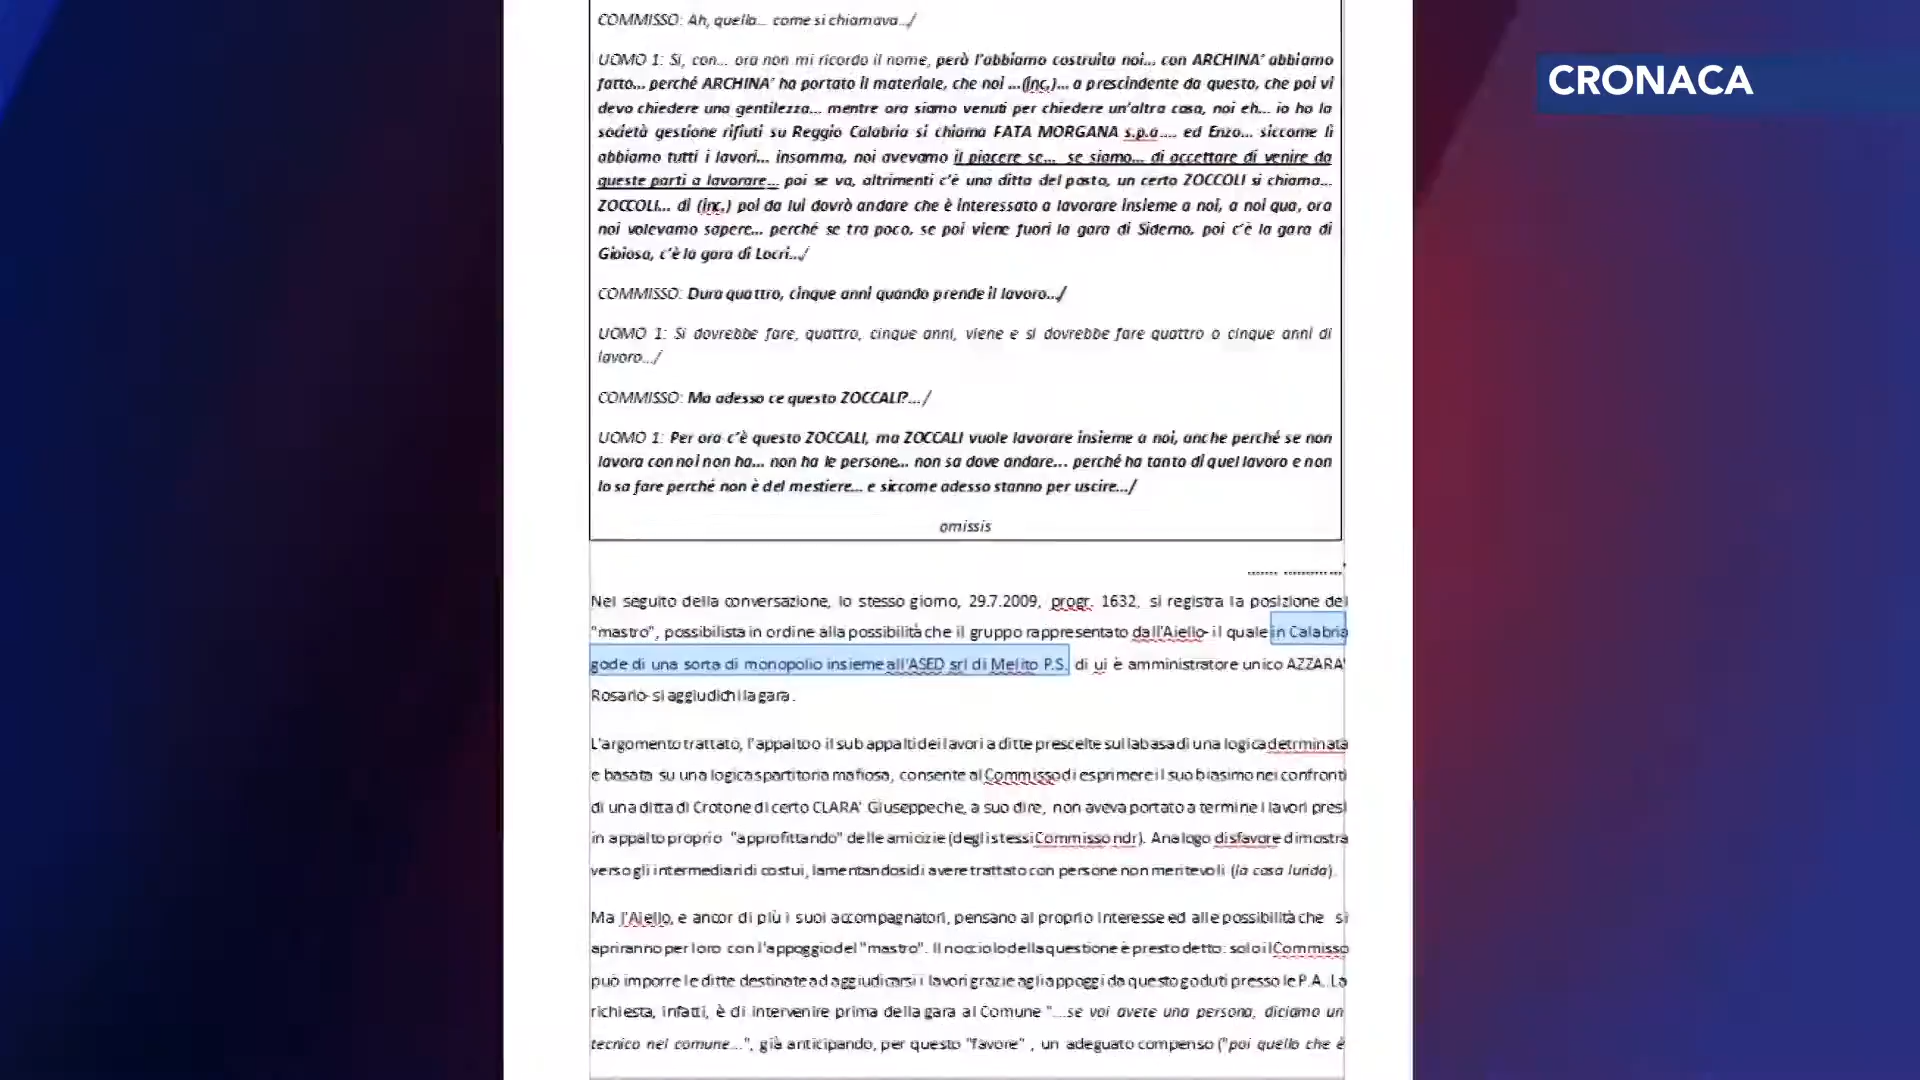 COMMISSO: Ah, quella... come si chiamava../
CRONACA
UOMO 1: Si, con... ora non mi ricordo il nome, però l'abbiamo costruita noi... con ARCHINA' abbiamo
fatto... perché ARCHINA' ha portato il materiale, che noi ...(inc.)... a prescindente da questo, che poi vi
devo chiedere una gentilezza... mentre ora siamo venuti per chiedere un'altra cosa, noi eh... io ho la
società gestione rifiuti su Reggio Calabria si chiama FATA MORGANA s.p.a.... ed Enzo... siccome lì
abbiamo tutti i lavori... insomma, noi avevamo il piacere se... se siamo... di accettare di venire da
queste parti a lavorare... poi se va, altrimenti c'è una ditta del posto, un certo ZOCCOLI si chiama...
ZOCCOLI... di (inc.) poi da lui dovrò andare che è interessato a lavorare insieme a noi, a noi qua, ora
noi volevamo sapere... perché se tra poco, se poi viene fuori la gara di Siderno, poi c'è la gara di
Gioiosa, c'è la gara di Locri.../
COMMISSO: Dura quattro, cinque anni quando prende il lavoro.../
UOMO 1: Si dovrebbe fare, quattro, cinque anni, viene e si dovrebbe fare quattro o cinque anni di
lavoro.../
COMMISSO: Ma adesso ce questo ZOCCALI?.../
UOMO 1: Per ora c'è questo ZOCCALI, ma ZOCCALI vuole lavorare insieme a noi, anche perché se non
lavora con noi non ha... non ha le persone... non sa dove andare... perché ha tanto di quel lavoro e non
lo sa fare perché non è del mestiere... e siccome adesso stanno per uscire.../
omissis
Nel seguito della conversazione, lo stesso giorno, 29.7.2009, progr. 1632, si registra la posizione del
"mastro", possibilista in ordine alla possibilità che il gruppo rappresentato dall'Aiello- il quale in Calabria
gode di una sorta di monopolio insieme all'ASED srl di Melito P.S. di ui è amministratore unico AZZARA'
Rosario- si aggiudichi la gara.
L'argomento trattato, l'appalto o il sub appalti dei lavori a ditte prescelte sulla basa di una logica detrminata
e basata su una logica spartitoria mafiosa, consente al Commisso di esprimere il suo biasimo nei confronti
di una ditta di Crotone di certo CLARA' Giuseppe che, a suo dire, non aveva portato a termine i lavori presi
in appalto proprio "approfittando" delle amicizie (degli stessi Commisso ndr). Analogo disfavore dimostra
verso gli intermediari di costui, lamentandosi di avere trattato con persone non meritevoli (la casa lurida).
Ma l'Aiello, e ancor di più i suoi accompagnatori, pensano al proprio interesse ed alle possibilità che si
apriranno per loro con l'appoggio del "mastro". Il nocciolo della questione è presto detto: solo il Commisso
può imporre le ditte destinate ad aggiudicarsi i lavori grazie agli appoggi da questo goduti presso le P.A. La
richiesta, infatti, è di intervenire prima della gara al Comune "...se voi avete una persona, diciamo un
tecnico nel comune...", già anticipando, per questo "favore" , un adeguato compenso ("poi quello che è